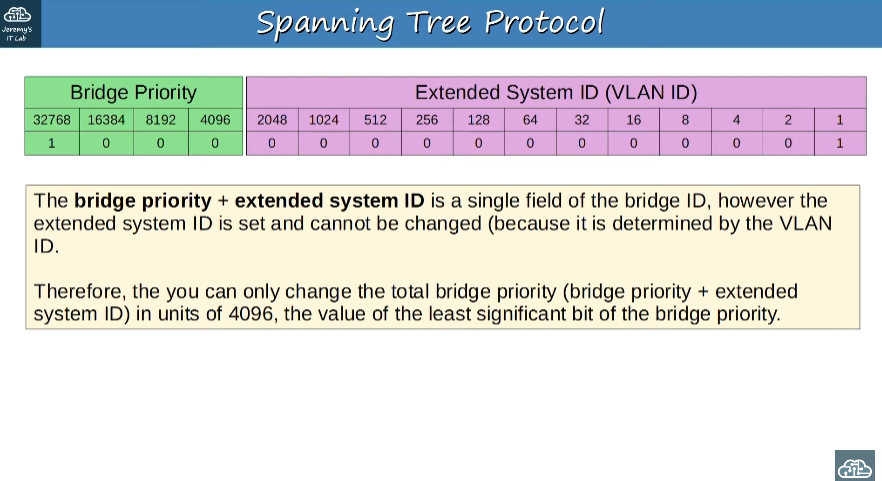 Jeremy's
IT Lab
Spanning Tree Protocol
Bridge Priority
Extended System ID (VLAN ID)
32768 16384 8192 4096 2048 1024 512 256 128 64 32 16 8 4 2 1
1 0 0 0 0 0 0 0 0 0 0 0 0 0 0 1
The bridge priority + extended system ID is a single field of the bridge ID, however the
extended system ID is set and cannot be changed (because it is determined by the VLAN
ID.
Therefore, the you can only change the total bridge priority (bridge priority + extended
system ID) in units of 4096, the value of the least significant bit of the bridge priority.